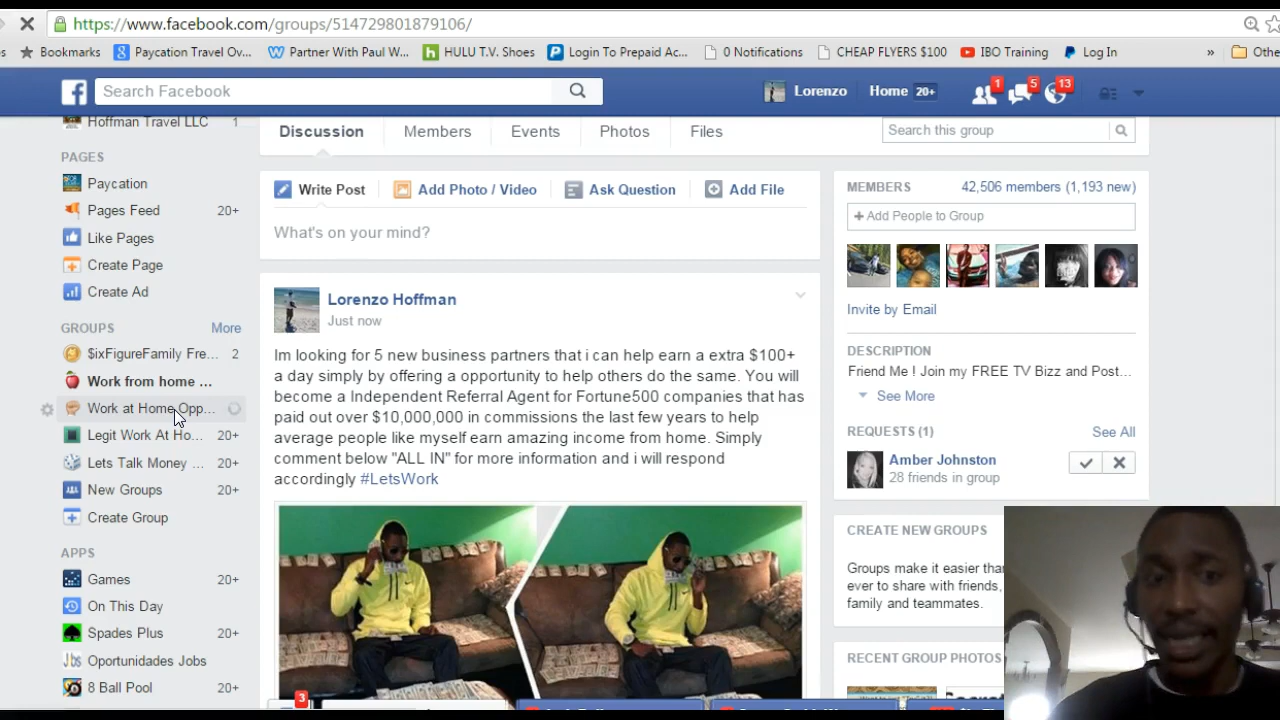 https://www.facebook.com/groups/514729801879106/
Bookmarks Paycation Travel Ov... Partner With Paul W... HULU T.V. Shoes Login To Prepaid Ac... 0 Notifications CHEAP FLYERS $100 IBO Training Log In » Othe
Search Facebook Lorenzo Home 20+ 1 5 13
Hoffman Travel LLC 1
Discussion Members Events Photos Files Search this group
PAGES
Paycation
Pages Feed 20+
Like Pages
Create Page
Create Ad
GROUPS More
$ixFigureFamily Fre... 2
Work from home ...
Work at Home Opp...
Legit Work At Ho... 20+
Lets Talk Money ... 20+
New Groups 20+
Create Group
APPS
Games 20+
On This Day
Spades Plus 20+
Oportunidades Jobs
8 Ball Pool 20+
Write Post Add Photo / Video Ask Question Add File
What's on your mind?
Lorenzo Hoffman
Just now
Im looking for 5 new business partners that i can help earn a extra $100+
a day simply by offering a opportunity to help others do the same. You will
become a Independent Referral Agent for Fortune500 companies that has
paid out over $10,000,000 in commissions the last few years to help
average people like myself earn amazing income from home. Simply
comment below "ALL IN" for more information and i will respond
accordingly #LetsWork
MEMBERS 42,506 members (1,193 new)
+ Add People to Group
Invite by Email
DESCRIPTION
Friend Me ! Join my FREE TV Bizz and Post...
See More
REQUESTS (1) See All
Amber Johnston
28 friends in group
CREATE NEW GROUPS
Groups make it easier tha
ever to share with friends,
family and teammates.
RECENT GROUP PHOTOS
3